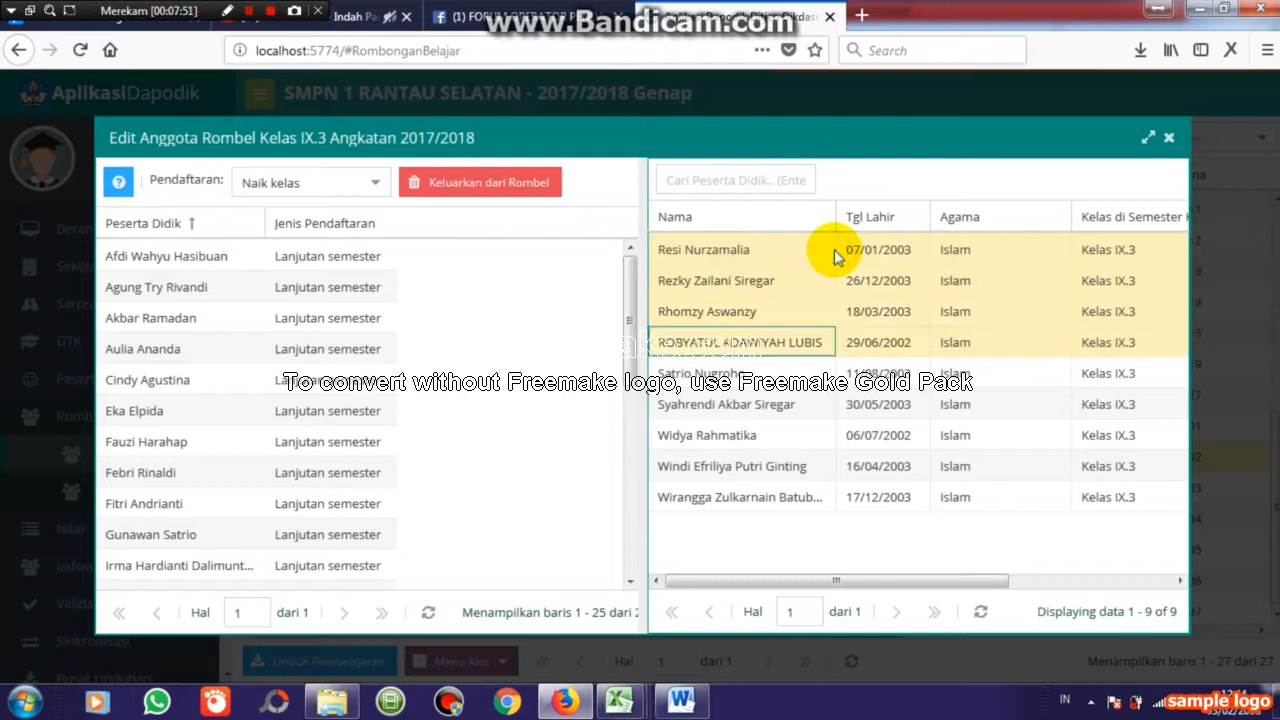 Merekam [00:07:51]
Indah Pa
(1) FORUM OPERATOR P
www.Bandicam.com
localhost:5774/#RombonganBelajar
Search
AplikasiDapodik
SMPN 1 RANTAU SELATAN - 2017/2018 Genap
Edit Anggota Rombel Kelas IX.3 Angkatan 2017/2018
Pendaftaran:
Naik kelas
Keluarkan dari Rombel
Cari Peserta Didik.. (Ente
Peserta Didik
Jenis Pendaftaran
Afdi Wahyu Hasibuan Lanjutan semester
Agung Try Rivandi Lanjutan semester
Akbar Ramadan Lanjutan semester
Aulia Ananda Lanjutan semester
Cindy Agustina Lanjutan semester
Eka Elpida Lanjutan semester
Fauzi Harahap Lanjutan semester
Febri Rinaldi Lanjutan semester
Fitri Andrianti Lanjutan semester
Gunawan Satrio Lanjutan semester
Irma Hardianti Dalimunt... Lanjutan semester
Hal 1 dari 1
Menampilkan baris 1 - 25 dari 2
Nama Tgl Lahir Agama Kelas di Semester
Resi Nurzamalia 07/01/2003 Islam Kelas IX.3
Rezky Zailani Siregar 26/12/2003 Islam Kelas IX.3
Rhomzy Aswanzy 18/03/2003 Islam Kelas IX.3
LUBIS 29/06/2002 Islam Kelas IX.3
Satrio Islam Kelas IX.3
Syahrendi Akbar Siregar 30/05/2003 Islam Kelas IX.3
Widya Rahmatika 06/07/2002 Islam Kelas IX.3
Windi Efriliya Putri Ginting 16/04/2003 Islam Kelas IX.3
Wirangga Zulkarnain Batub... 17/12/2003 Islam Kelas IX.3
Hal 1 dari 1
Displaying data 1 - 9 of 9
To convert without Freemake logo, use Freemake Gold Pack
Unduh Pembelajaran
Menu Aku
Hal 1 dari 1
Menampilkan baris 1 - 27 dari 27
Sinkronisasi
Pusat Unduhan
IN
sample logo